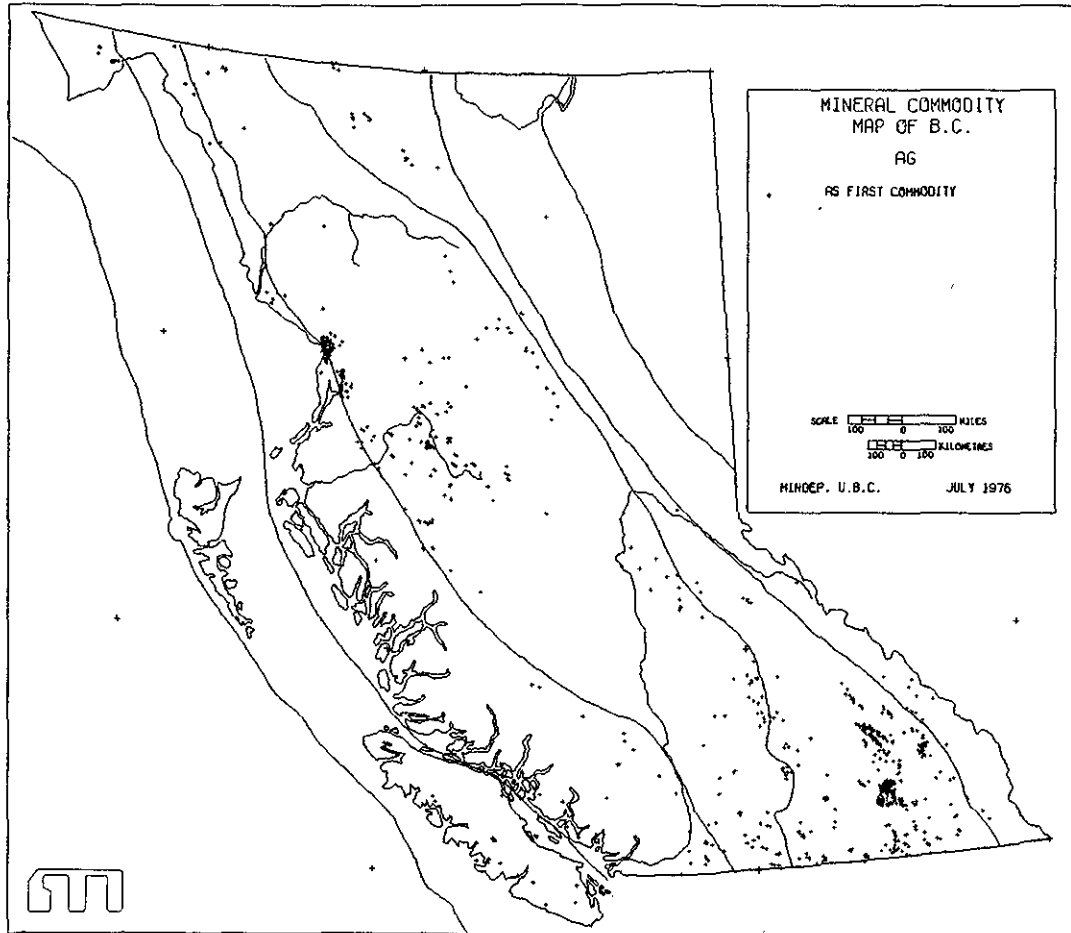 MINERAL COMMODITY
MAP OF B.C.
AG
AS FIRST COMMODITY
SCALE 100 0 100 MILES
100 0 100 KILOMETRES
MINDEP. U.B.C. JULY 1976